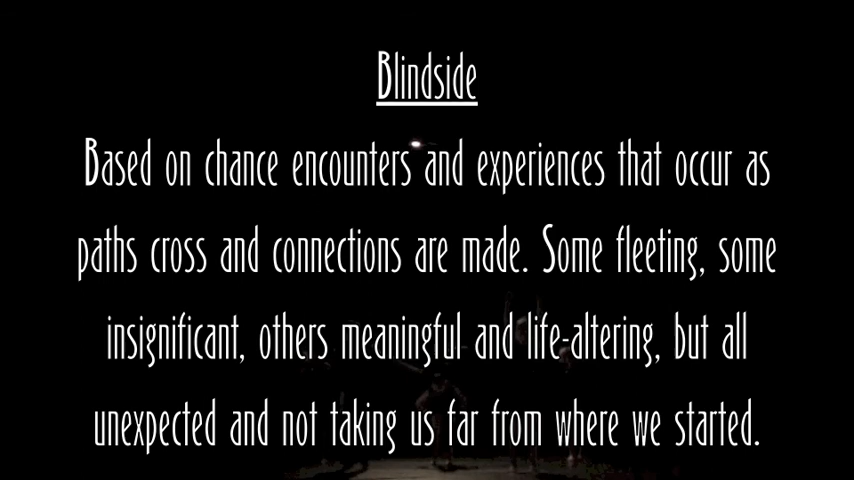 Blindside
Based on chance encounters and experiences that occur as
paths cross and connections are made. Some fleeting, some
insignificant, others meaningful and life-altering, but all
unexpected and not taking us far from where we started.